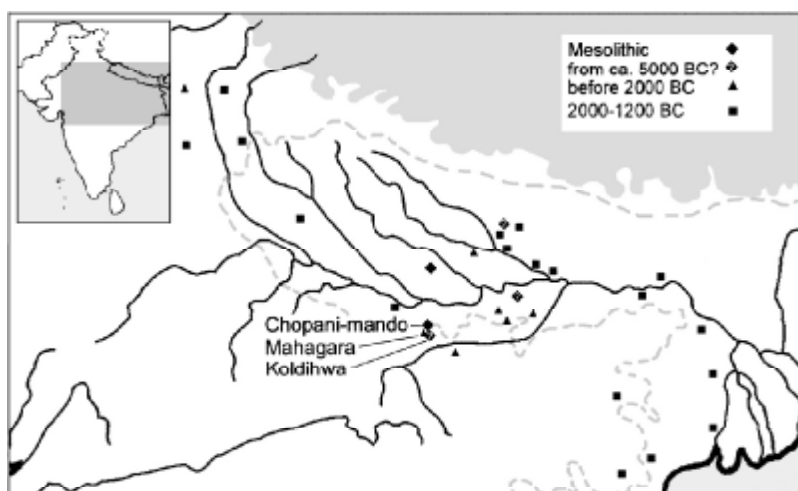 Mesolithic
from ca. 5000 BC?
before 2000 BC
2000-1200 BC
Chopani-mando
Mahagara
Koldihwa